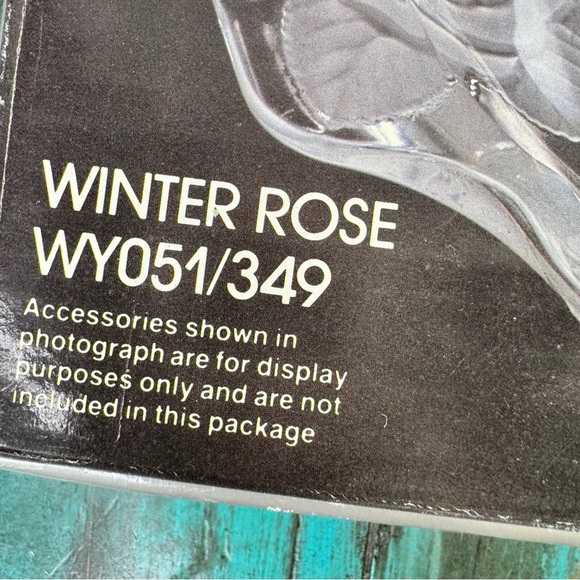 WINTER ROSE
WY051/349
Accessories shown in
photograph are for display
purposes only and are not
included in this package